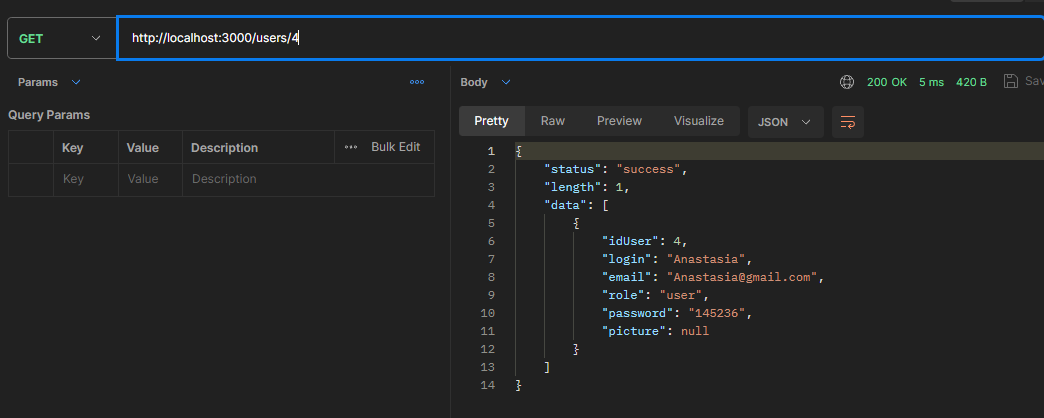 GET http://localhost:3000/users/4
Params
Query Params
Key Value Description Bulk Edit
Key Value Description
Body 200 OK 5 ms 420 B Sav
Pretty Raw Preview Visualize JSON
1 {
2 "status": "success",
3 "length": 1,
4 "data": [
5 {
6 "idUser": 4,
7 "login": "Anastasia",
8 "email": "Anastasia@gmail.com",
9 "role": "user",
10 "password": "145236",
11 "picture": null
12 }
13 ]
14 }